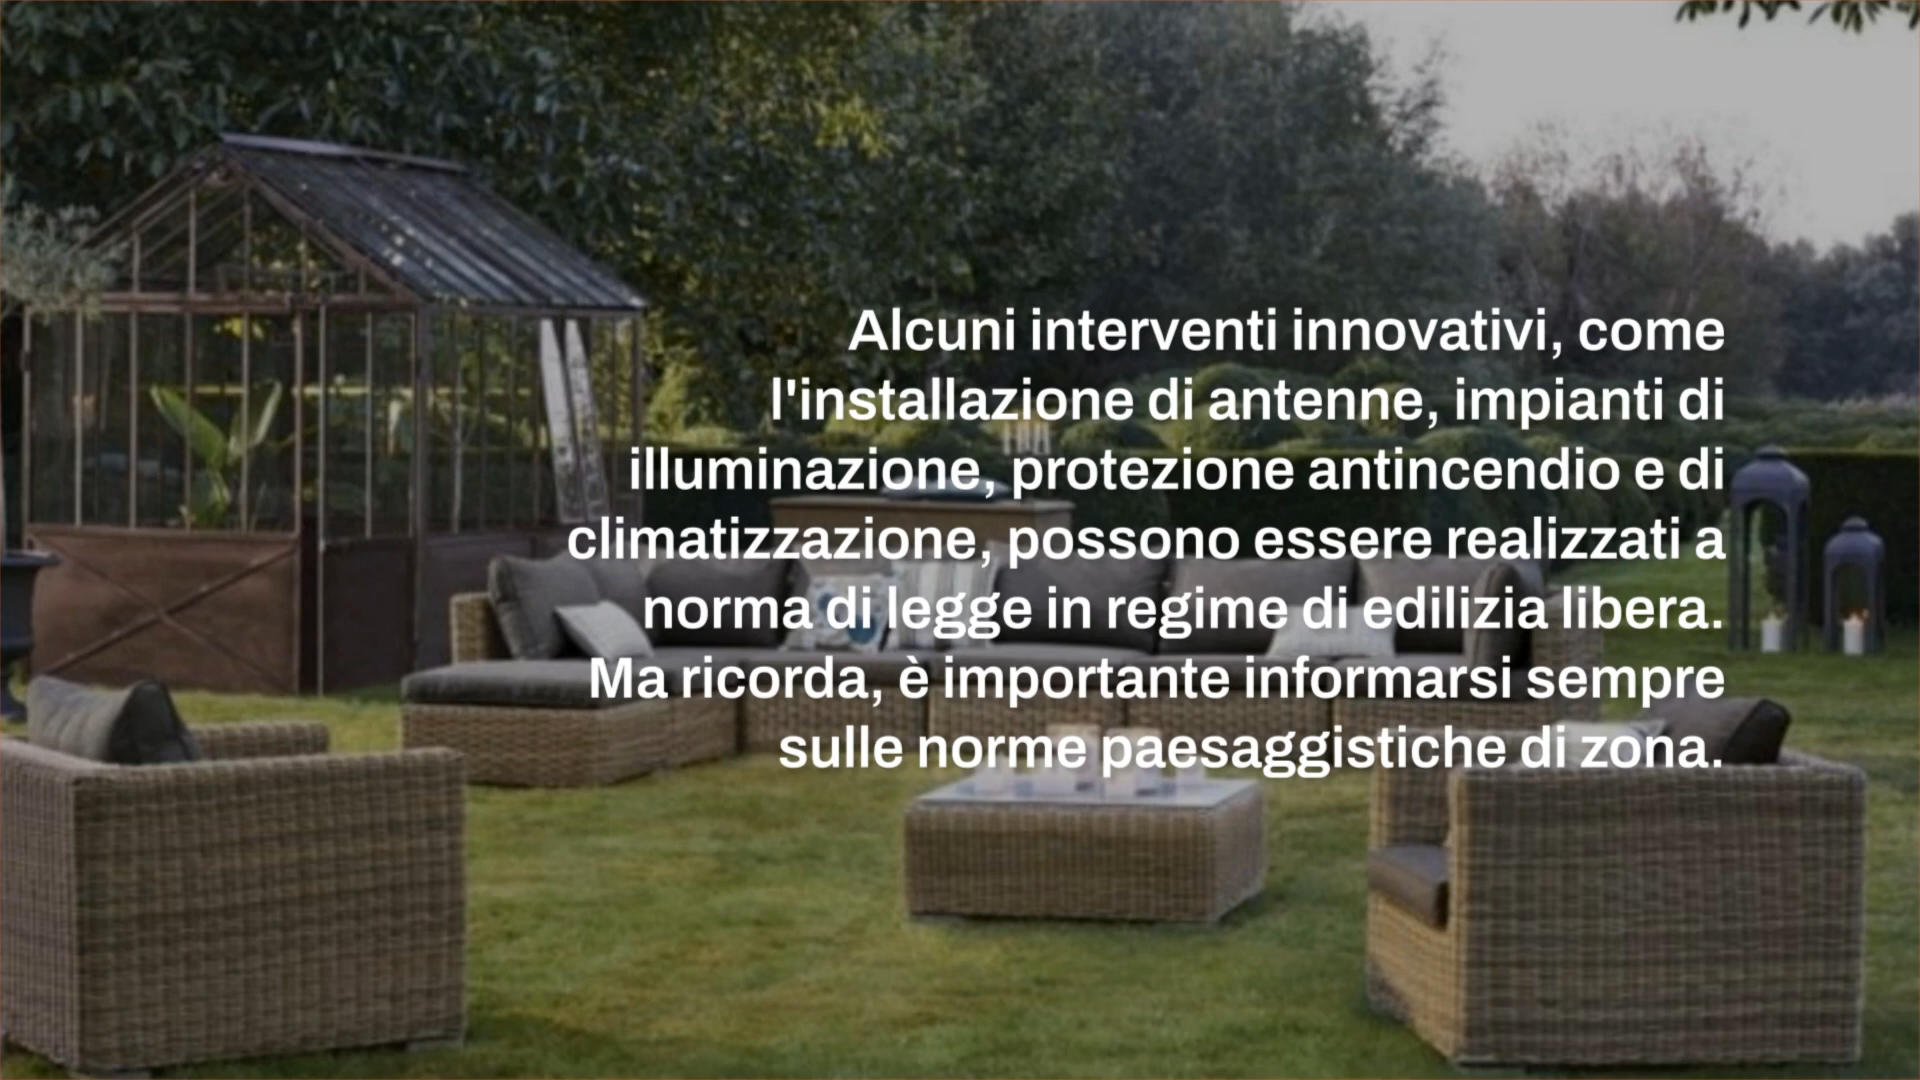 Alcuni interventi innovativi, come
l'installazione di antenne, impianti di
illuminazione, protezione antincendio e di
climatizzazione, possono essere realizzati a
norma di legge in regime di edilizia libera.
Ma ricorda, è importante informarsi sempre
sulle norme paesaggistiche di zona.